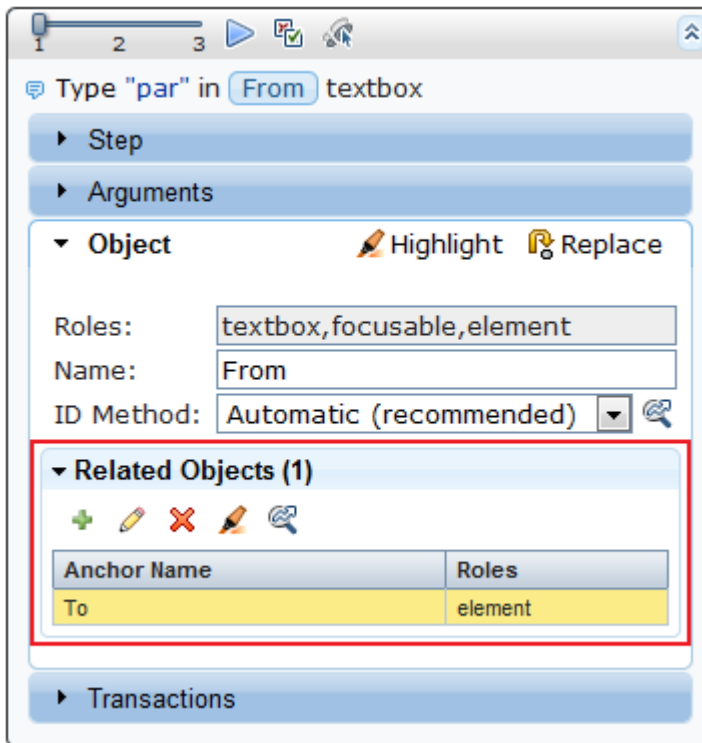 1 2 3
Type "par" in From textbox
Step
Arguments
Object Highlight Replace
Roles: textbox,focusable,element
Name: From
ID Method: Automatic (recommended)
Related Objects (1)
Anchor Name Roles
To element
Transactions